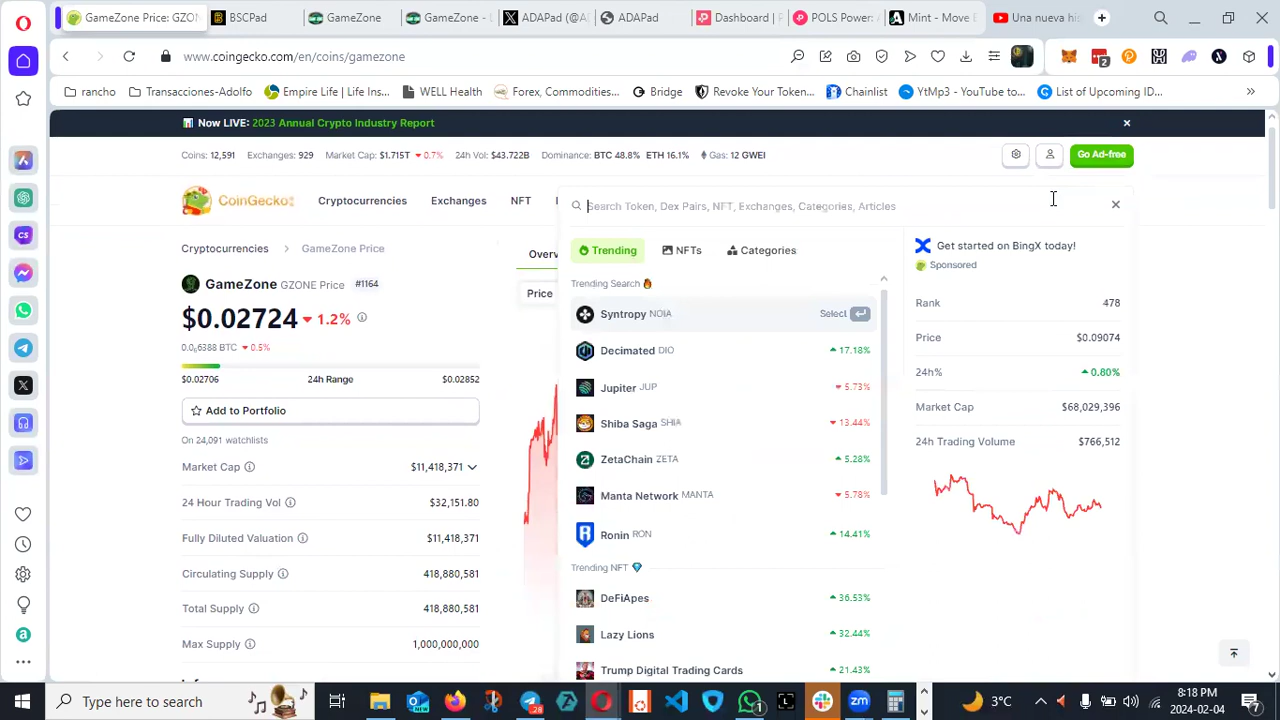 GameZone Price: GZON
BSCPad
GameZone
GameZone -
ADAPad (@A
ADAPad
Dashboard |
POLS Power:
Mint - Move
Una nueva his
www.coingecko.com/en/coins/gamezone
2
rancho
Transacciones-Adolfo
Empire Life | Life Ins...
WELL Health
Forex, Commodities...
Bridge
Revoke Your Token...
Chainlist
YtMp3 - YouTube to...
List of Upcoming ID...
Now LIVE: 2023 Annual Crypto Industry Report
Coins: 12,591 Exchanges: 929 Market Cap: $1.715T 0.7% 24h Vol: $43.722B Dominance: BTC 48.8% ETH 16.1% Gas: 12 GWEI
Go Ad-free
CoinGecko
Cryptocurrencies
Exchanges
NFT
Search Token, Dex Pairs, NFT, Exchanges, Categories, Articles
Cryptocurrencies > GameZone Price
GameZone GZONE Price #1164
$0.02724 1.2%
0.0₆6388 BTC 0.5%
$0.02706 24h Range $0.02852
Add to Portfolio
On 24,091 watchlists
Market Cap $11,418,371
24 Hour Trading Vol $32,151.80
Fully Diluted Valuation $11,418,371
Circulating Supply 418,880,581
Total Supply 418,880,581
Max Supply 1,000,000,000
Overv
Price
Trending
NFTs
Categories
Trending Search
Syntropy NOIA Select
Decimated DIO 17.18%
Jupiter JUP 5.73%
Shiba Saga SHIA 13.44%
ZetaChain ZETA 5.28%
Manta Network MANTA 5.78%
Ronin RON 14.41%
Trending NFT
DeFiApes 36.53%
Lazy Lions 32.44%
Trump Digital Trading Cards 21.43%
Get started on BingX today!
Sponsored
Rank 478
Price $0.09074
24h% 0.80%
Market Cap $68,029,396
24h Trading Volume $766,512
Type here to search
3°C
8:18 PM
2024-02-04